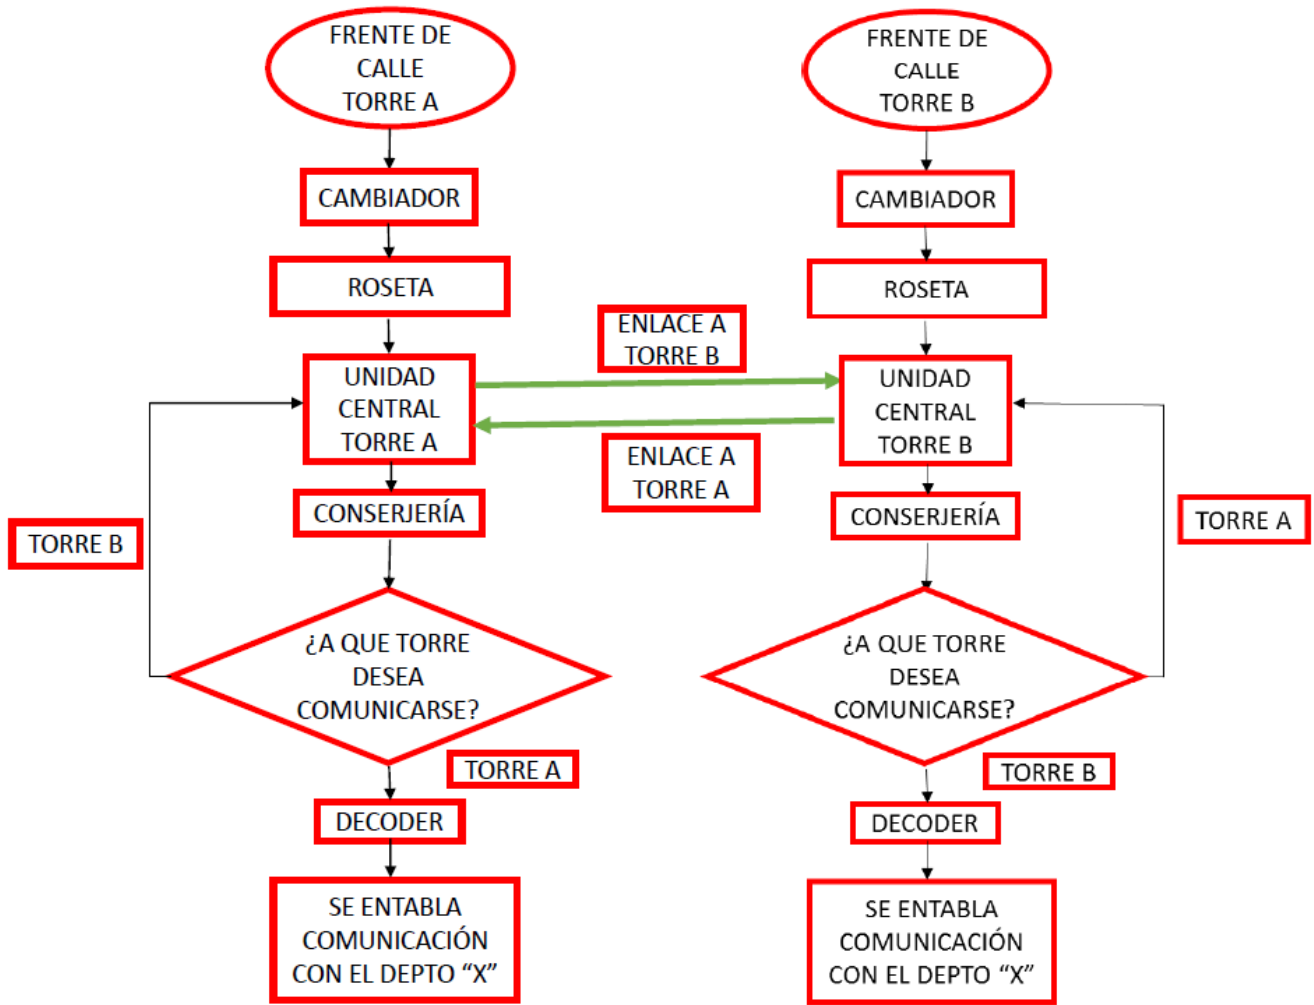 FRENTE DE
CALLE
TORRE A
CAMBIADOR
ROSETA
UNIDAD
CENTRAL
TORRE A
CONSERJERÍA
TORRE B
¿A QUE TORRE
DESEA
COMUNICARSE?
TORRE A
DECODER
SE ENTABLA
COMUNICACIÓN
CON EL DEPTO “X”
ENLACE A
TORRE B
ENLACE A
TORRE A
FRENTE DE
CALLE
TORRE B
CAMBIADOR
ROSETA
UNIDAD
CENTRAL
TORRE B
CONSERJERÍA
TORRE A
¿A QUE TORRE
DESEA
COMUNICARSE?
TORRE B
DECODER
SE ENTABLA
COMUNICACIÓN
CON EL DEPTO “X”